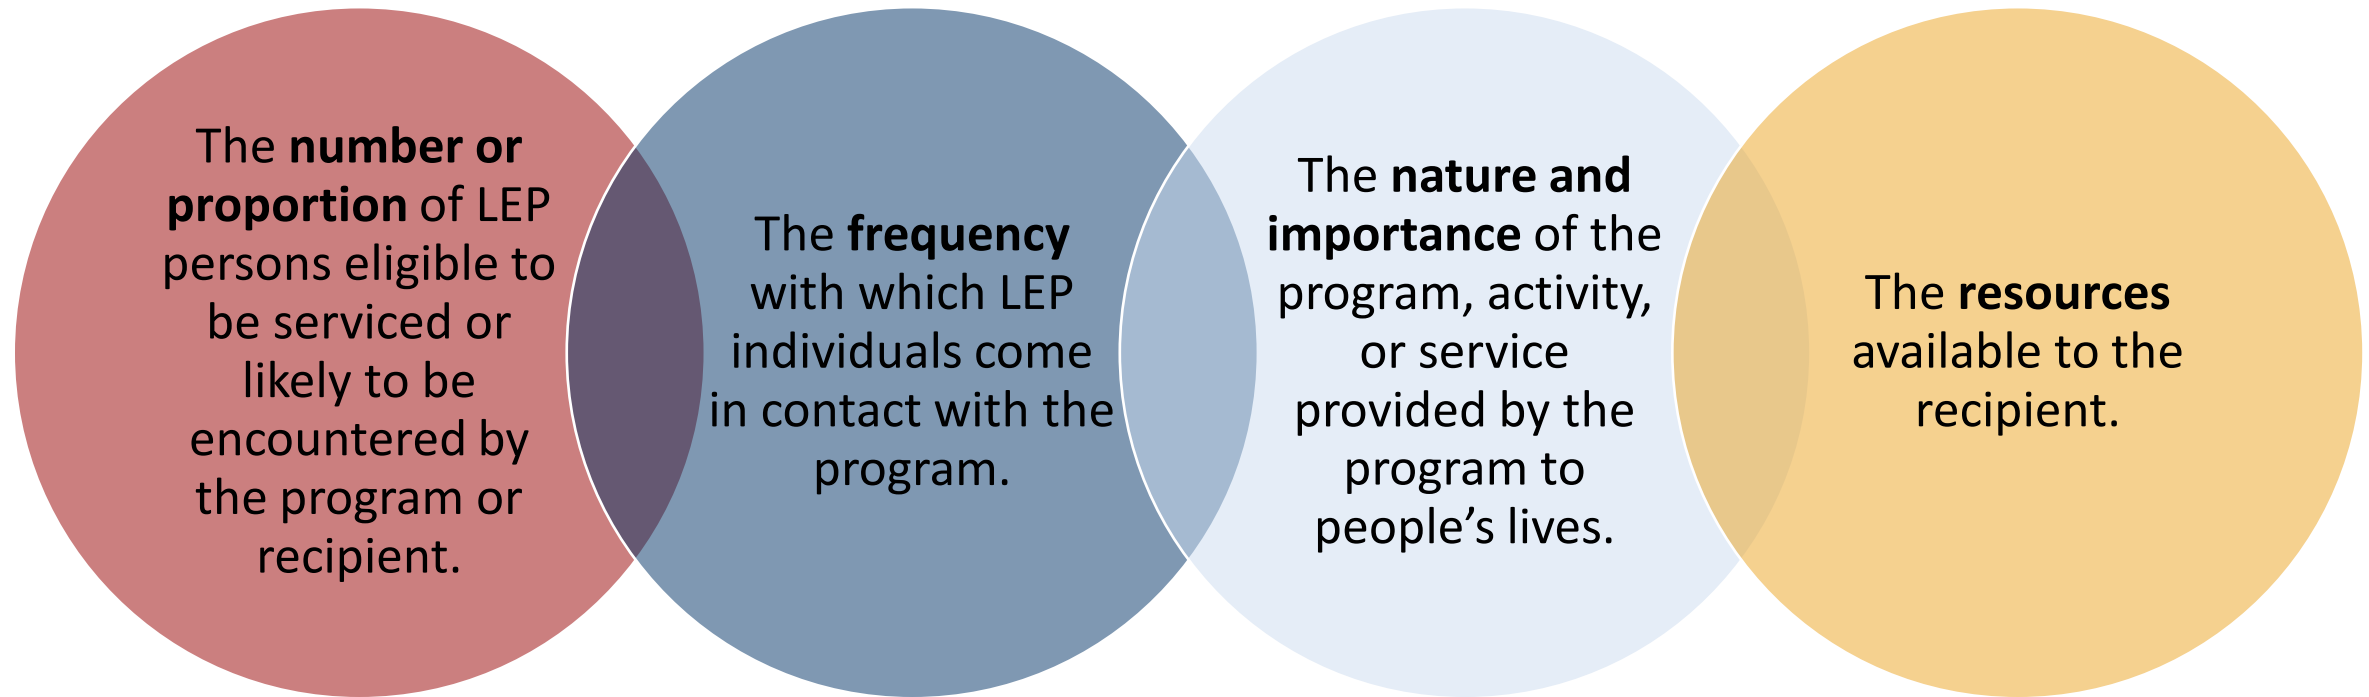 The number or
proportion of LEP
persons eligible to
be serviced or
likely to be
encountered by
the program or
recipient.
The frequency
with which LEP
individuals come
in contact with the
program.
The nature and
importance of the
program, activity,
or service
provided by the
program to
people’s lives.
The resources
available to the
recipient.